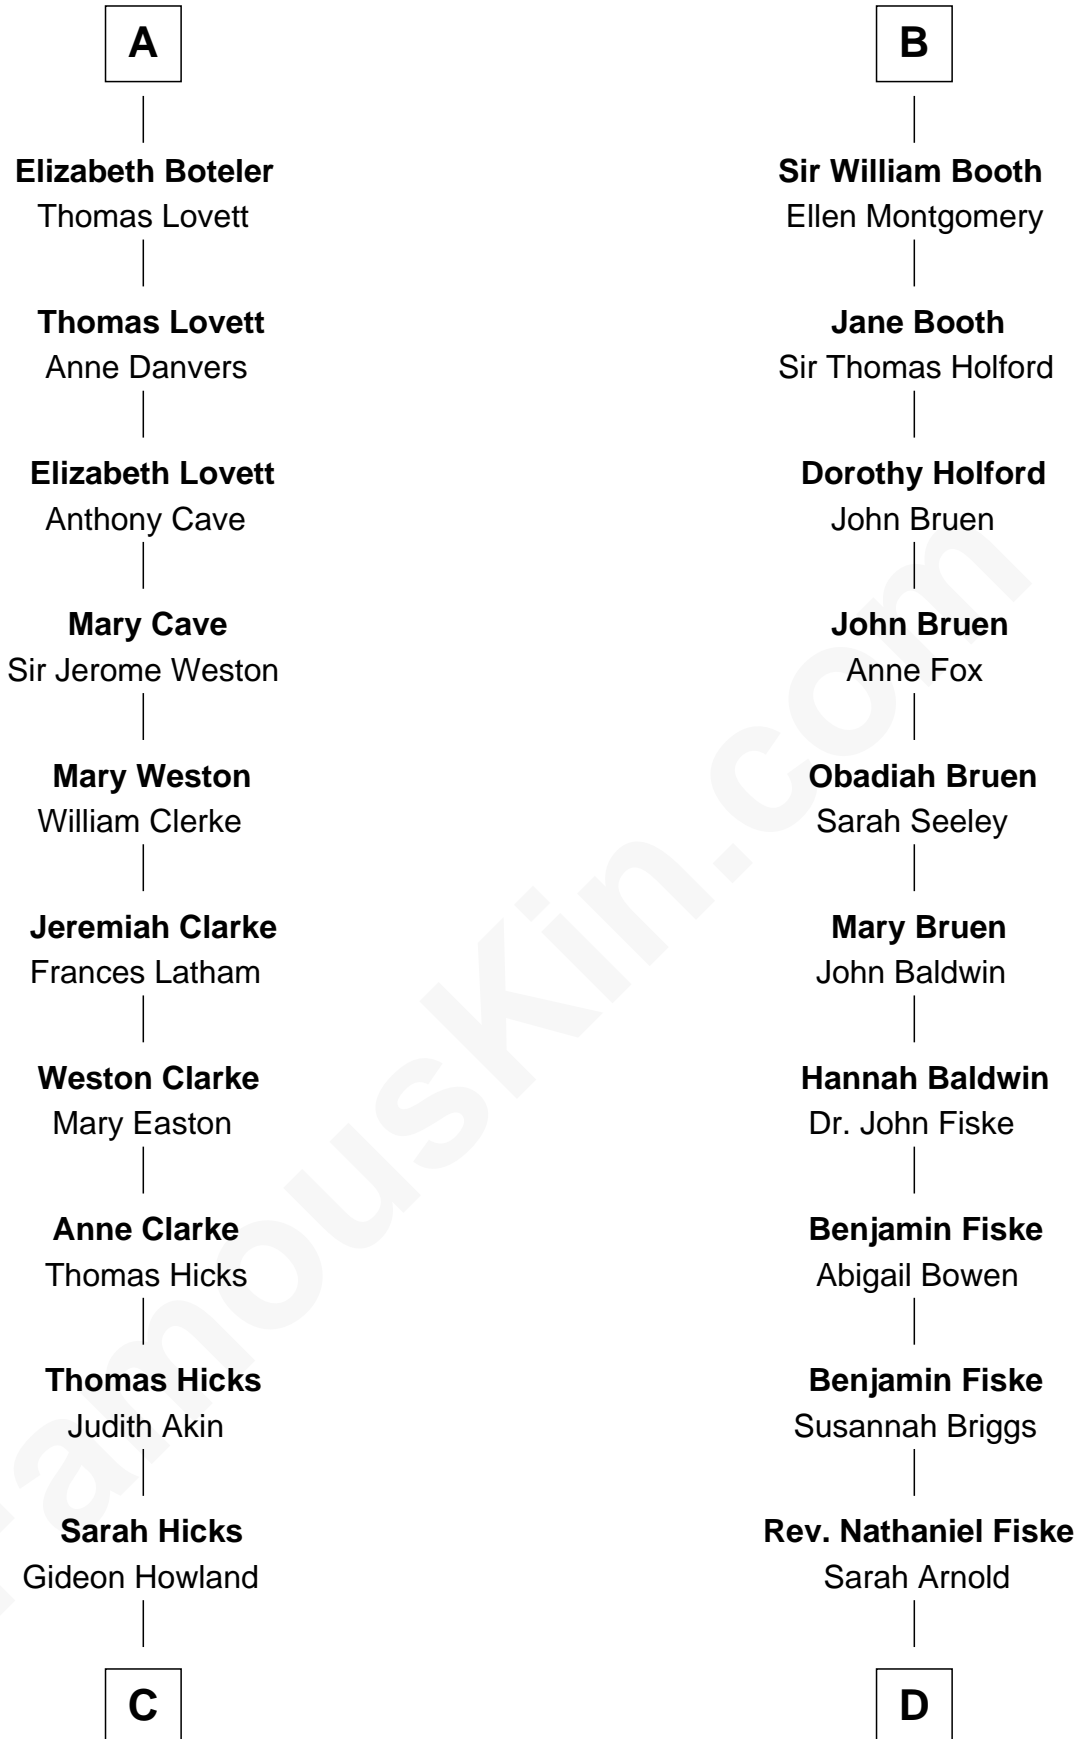 A
Elizabeth Boteler
Thomas Lovett
Thomas Lovett
Anne Danvers
Elizabeth Lovett
Anthony Cave
Mary Cave
Sir Jerome Weston
Mary Weston
William Clerke
Jeremiah Clarke
Frances Latham
Weston Clarke
Mary Easton
Anne Clarke
Thomas Hicks
Thomas Hicks
Judith Akin
Sarah Hicks
Gideon Howland
C
B
Sir William Booth
Ellen Montgomery
Jane Booth
Sir Thomas Holford
Dorothy Holford
John Bruen
John Bruen
Anne Fox
Obadiah Bruen
Sarah Seeley
Mary Bruen
John Baldwin
Hannah Baldwin
Dr. John Fiske
Benjamin Fiske
Abigail Bowen
Benjamin Fiske
Susannah Briggs
Rev. Nathaniel Fiske
Sarah Arnold
D
FamousKin.com